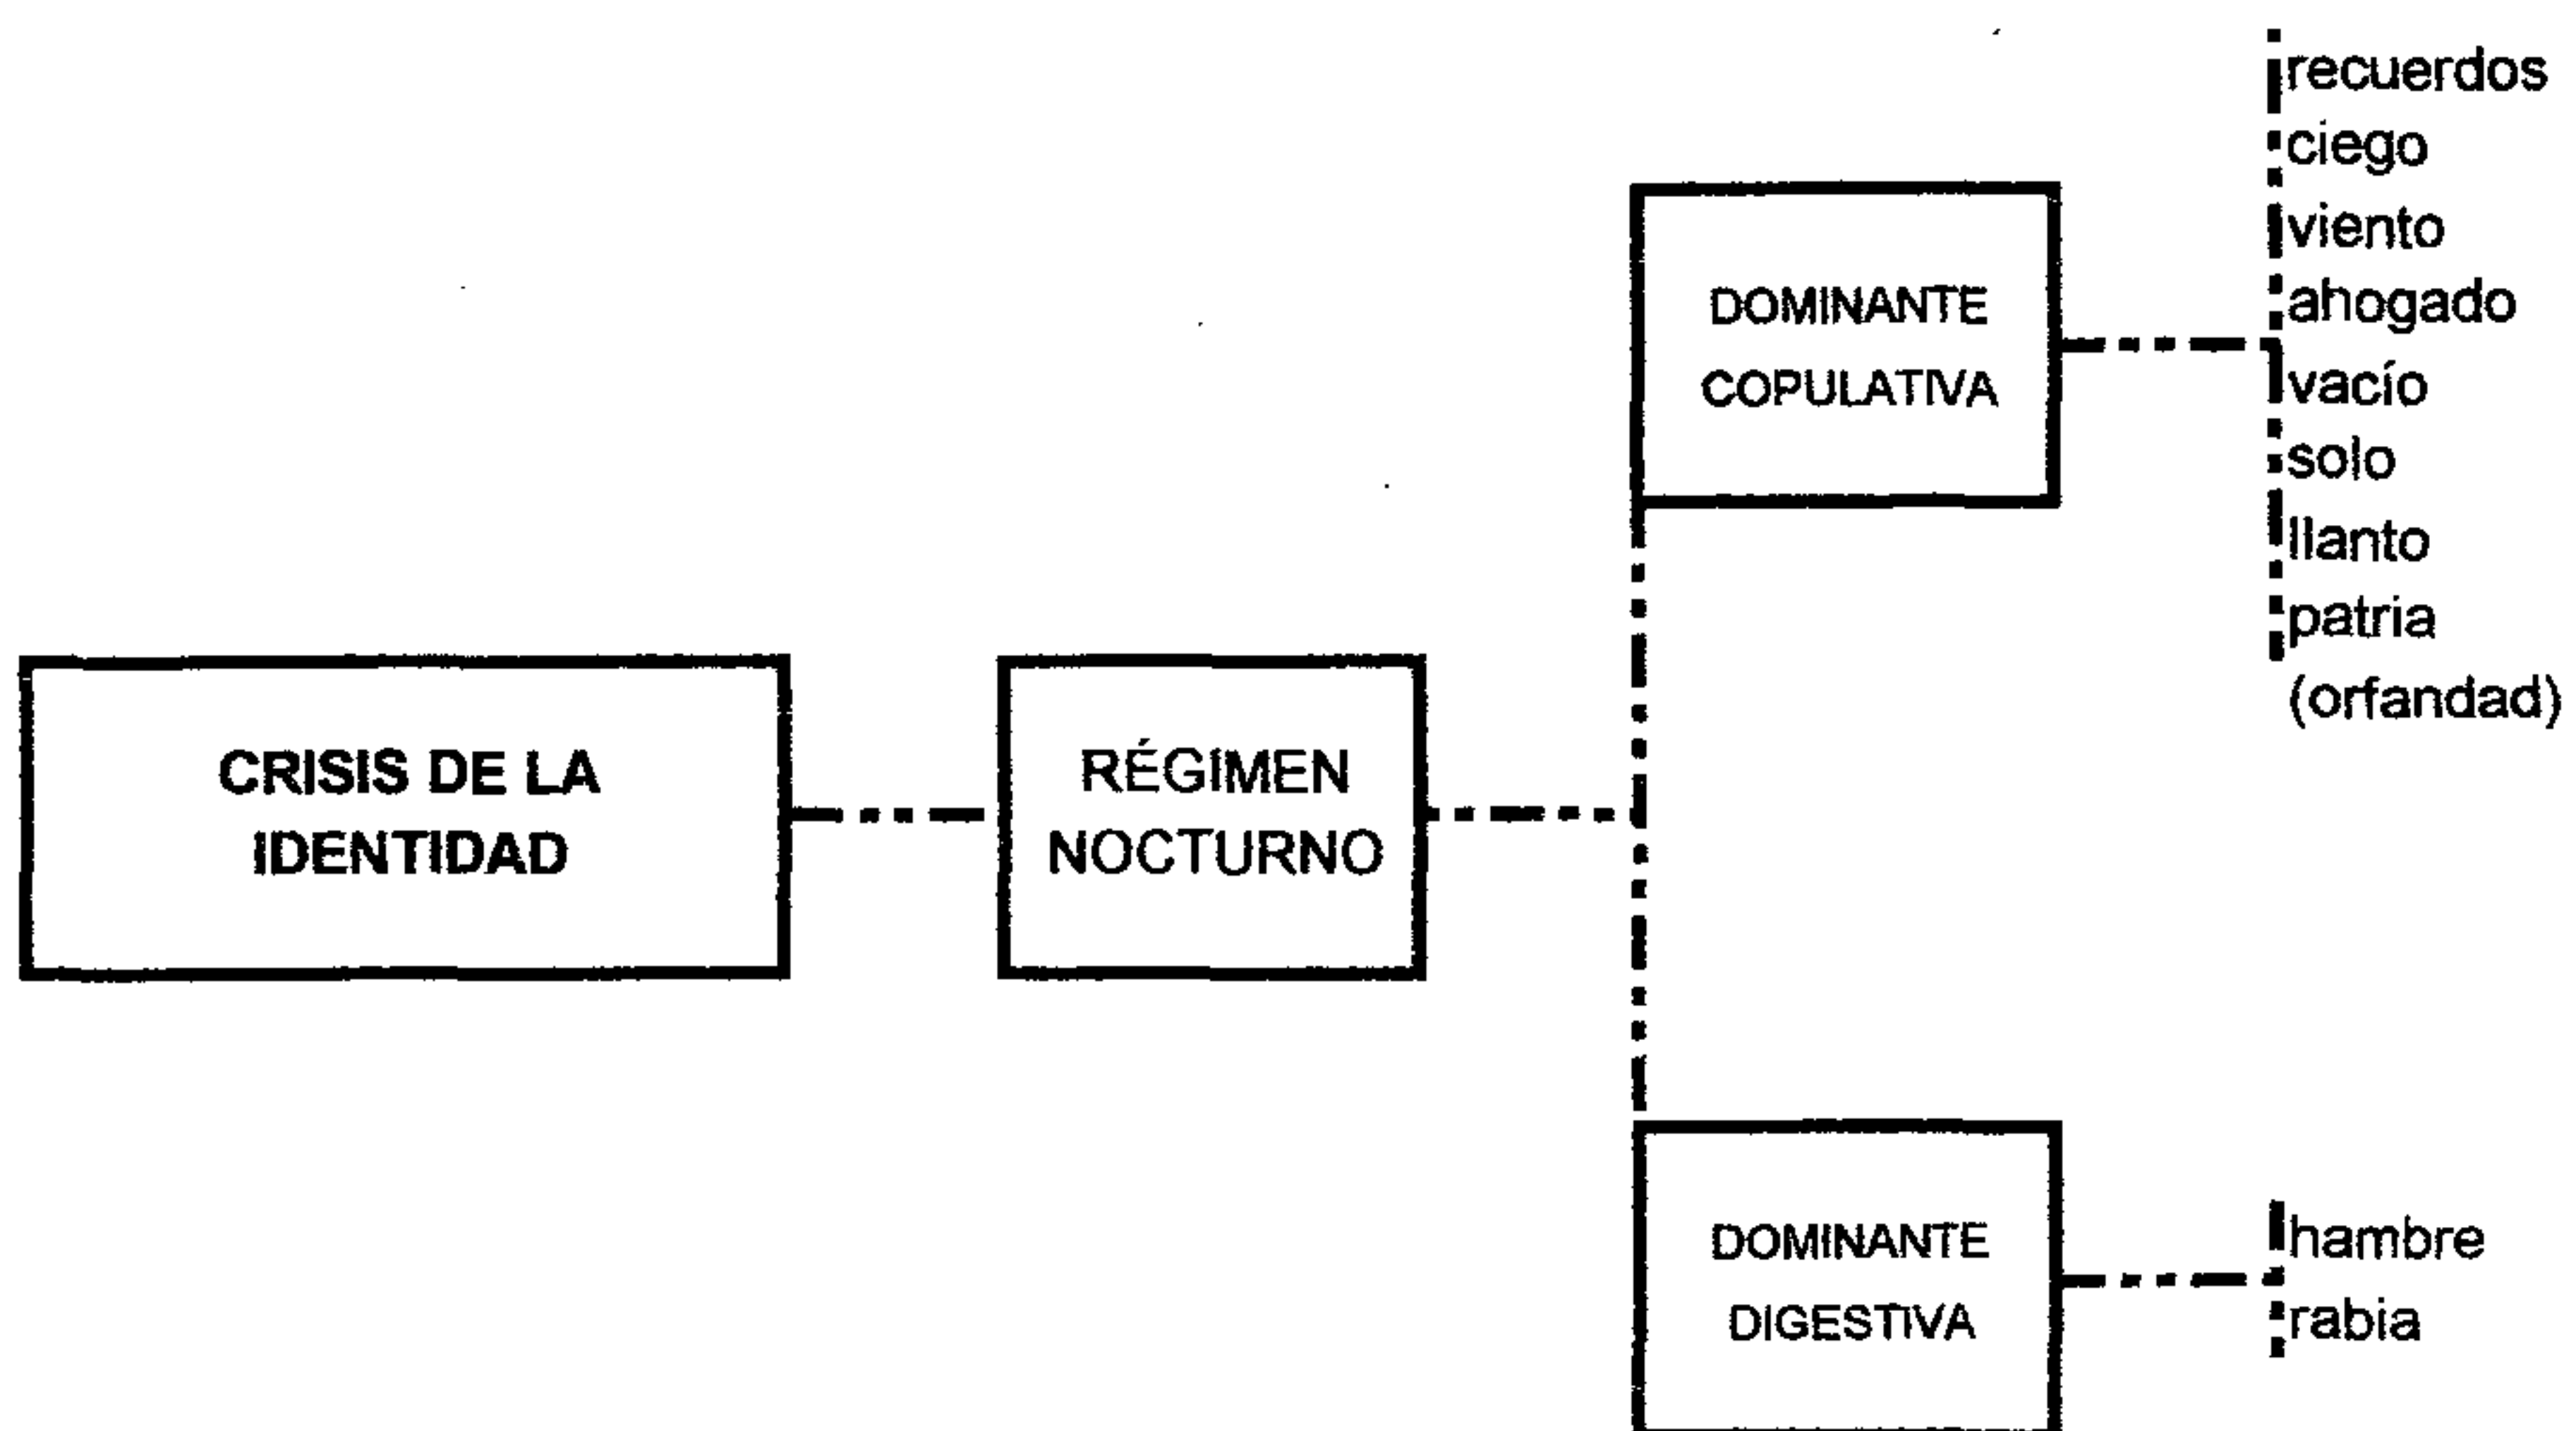 CRISIS DE LA
IDENTIDAD
RÉGIMEN
NOCTURNO
DOMINANTE
COPULATIVA
recuerdos
ciego
viento
ahogado
vacío
solo
llanto
patria
(orfandad)
DOMINANTE
DIGESTIVA
hambre
rabia